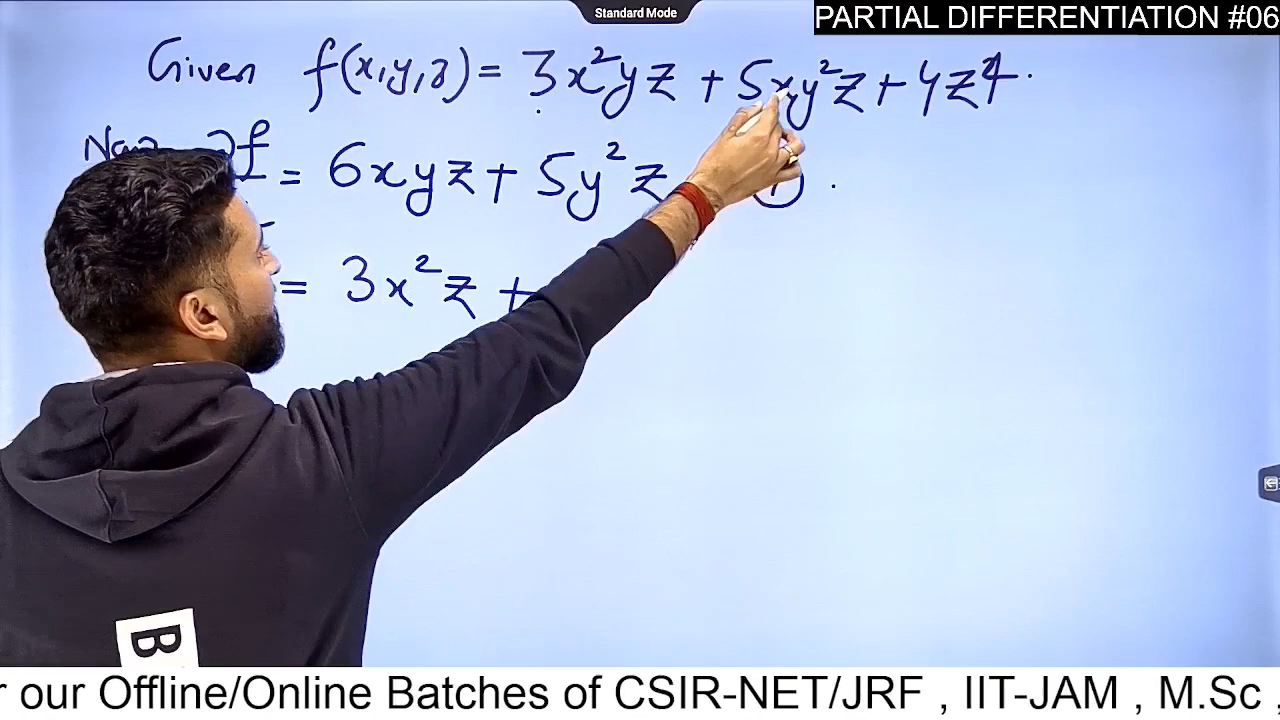 Standard Mode
PARTIAL DIFFERENTIATION #06
Given f(x,y,z) = 3x²yz + 5xy²z + 4z⁴.
∂f = 6xyz + 5y²z
= 3x²z +
B
our Offline/Online Batches of CSIR-NET/JRF , IIT-JAM , M.Sc ,